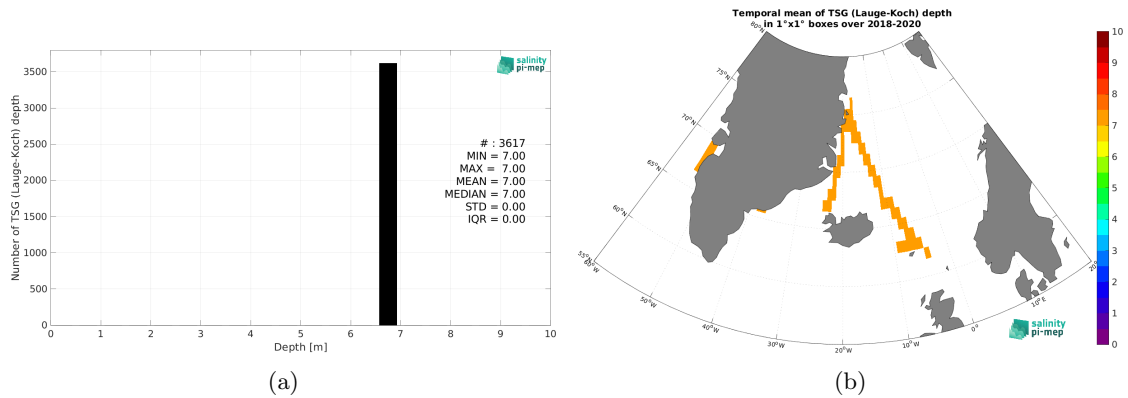 3500
3000
2500
2000
1500
1000
500
0
Number of TSG (Lauge-Koch) depth
salinity
pi-mep
# : 3617
MIN = 7.00
MAX = 7.00
MEAN = 7.00
MEDIAN = 7.00
STD = 0.00
IQR = 0.00
0 1 2 3 4 5 6 7 8 9 10
Depth [m]
(a)
Temporal mean of TSG (Lauge-Koch) depth
in 1°x1° boxes over 2018-2020
80°N
75°N
70°N
65°N
60°N
55°N
60°W
50°W
40°W
30°W
20°W
10°W
0°
10°E
salinity
pi-mep
10
9
8
7
6
5
4
3
2
1
0
(b)